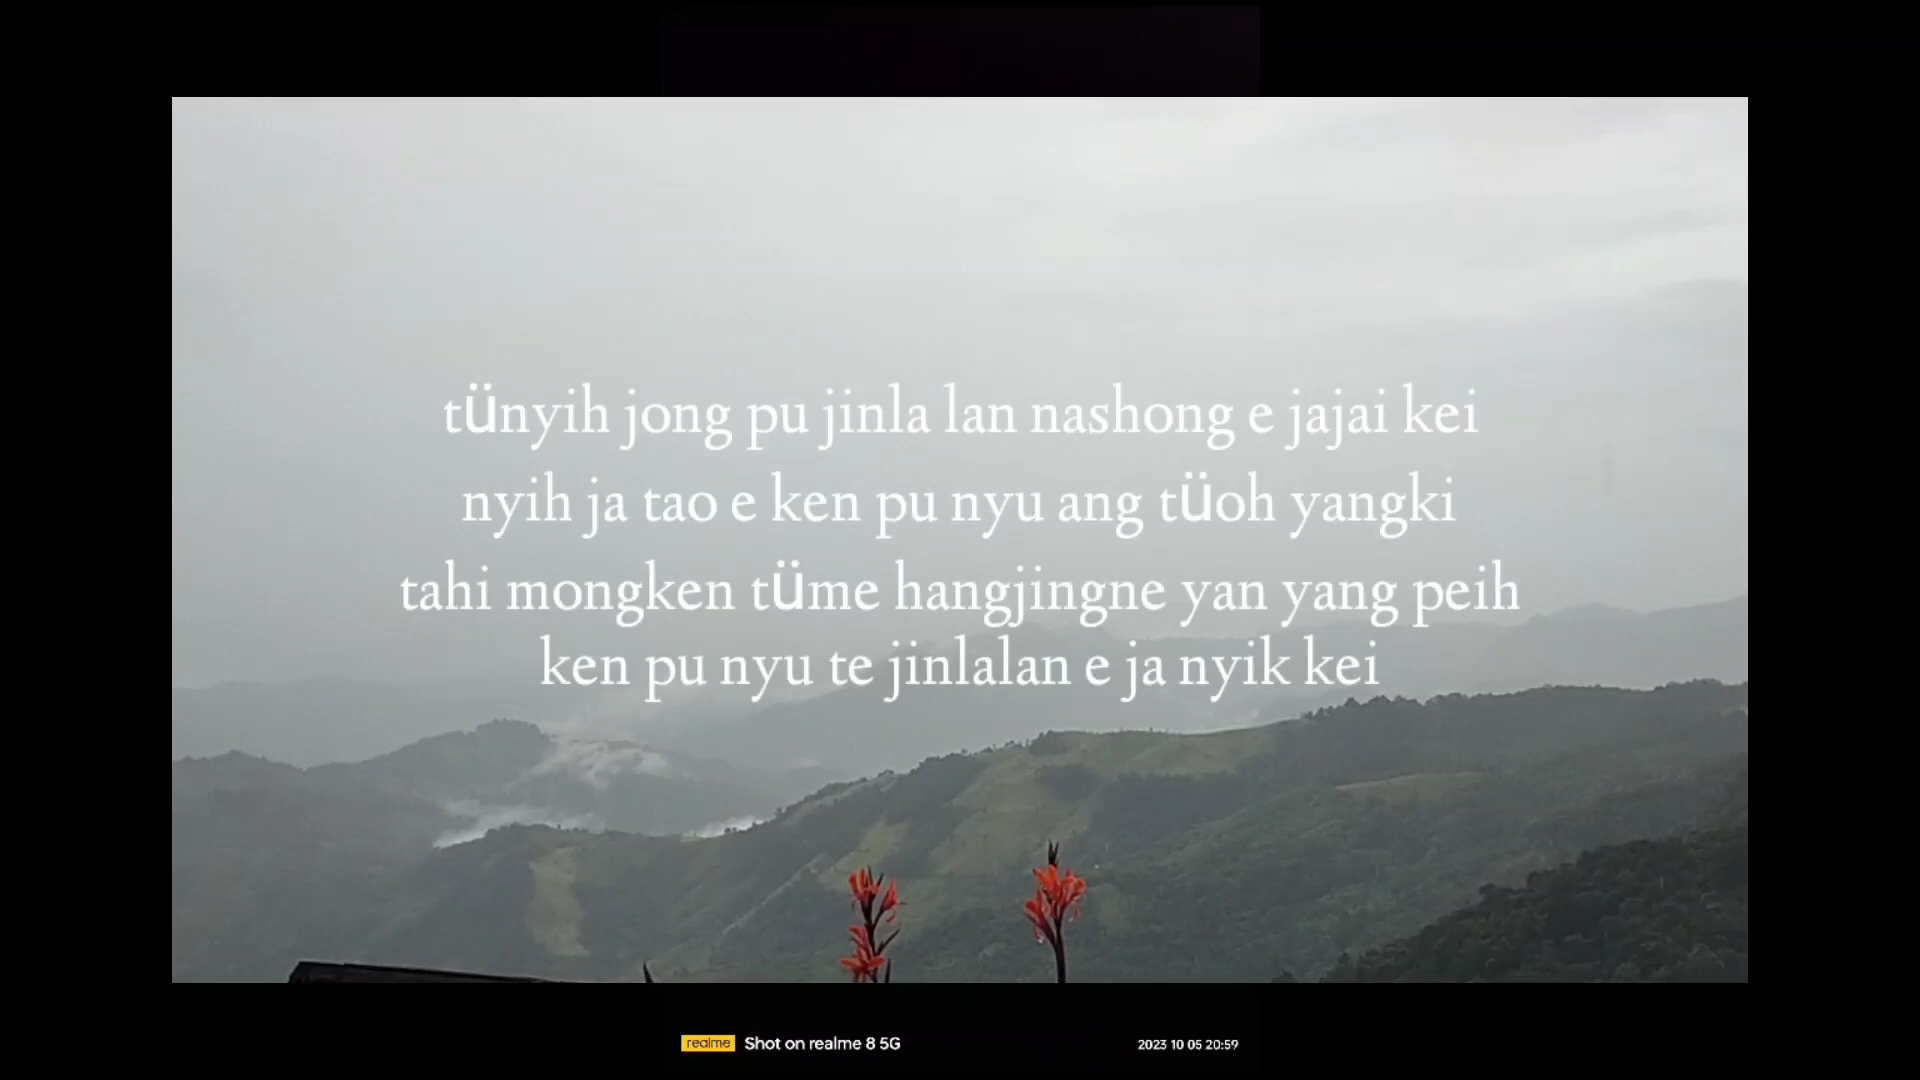 tünyih jong pu jinla lan nashong e jajai kei
nyih ja tao e ken pu nyu ang tüoh yangki
tahi mongken tüme hangjingne yan yang peih
ken pu nyu te jinlalan e ja nyik kei
realme Shot on realme 8 5G
2023 10 05 20:59